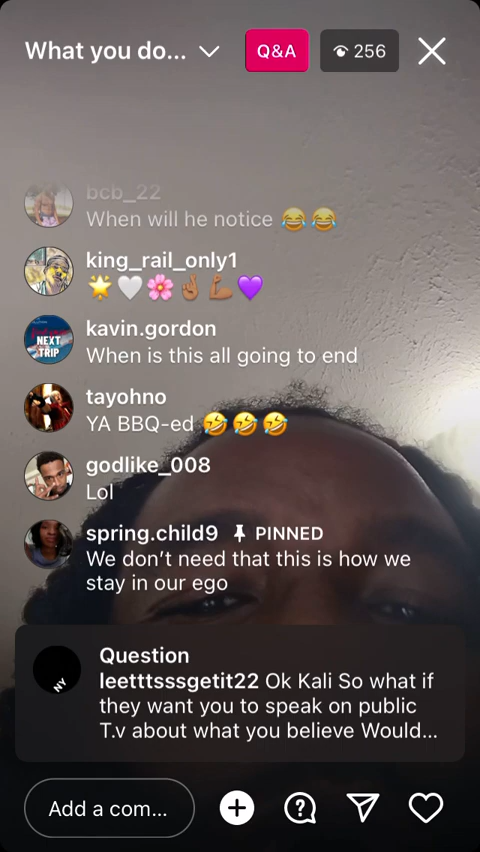 What you do...
Q&A
256
bcb_22
When will he notice 😂 😂
king_rail_only1
🌟🤍🌸✌🏾💪🏾💜
NEXT
TRIP
kavin.gordon
When is this all going to end
tayohno
YA BBQ-ed 🤣 🤣 🤣
godlike_008
Lol
spring.child9 PINNED
We don’t need that this is how we
stay in our ego
Question
NY
leetttsssgetit22 Ok Kali So what if
they want you to speak on public
T.v about what you believe Would...
Add a com...